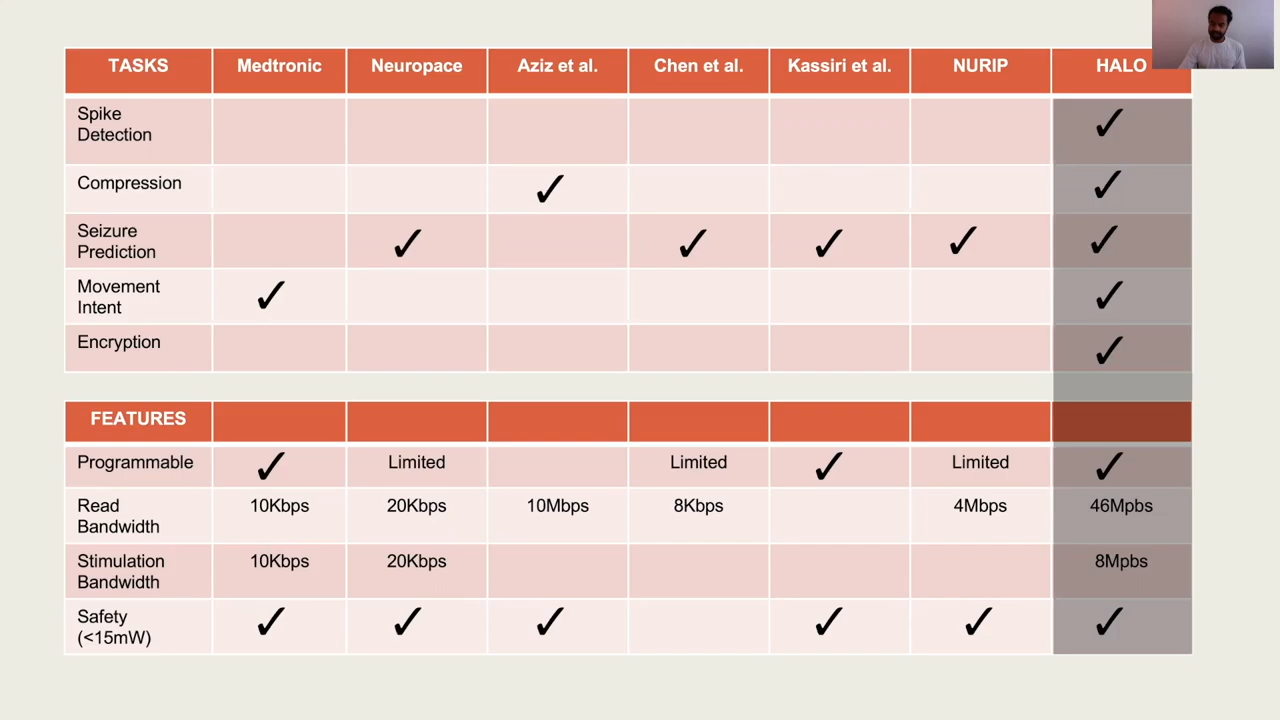 TASKS Medtronic Neuropace Aziz et al. Chen et al. Kassiri et al. NURIP HALO
Spike
Detection ✓
Compression ✓ ✓
Seizure
Prediction ✓ ✓ ✓ ✓ ✓
Movement
Intent ✓ ✓
Encryption ✓
FEATURES
Programmable ✓ Limited Limited ✓ Limited ✓
Read
Bandwidth 10Kbps 20Kbps 10Mbps 8Kbps 4Mbps 46Mpbs
Stimulation
Bandwidth 10Kbps 20Kbps 8Mpbs
Safety
(<15mW) ✓ ✓ ✓ ✓ ✓ ✓